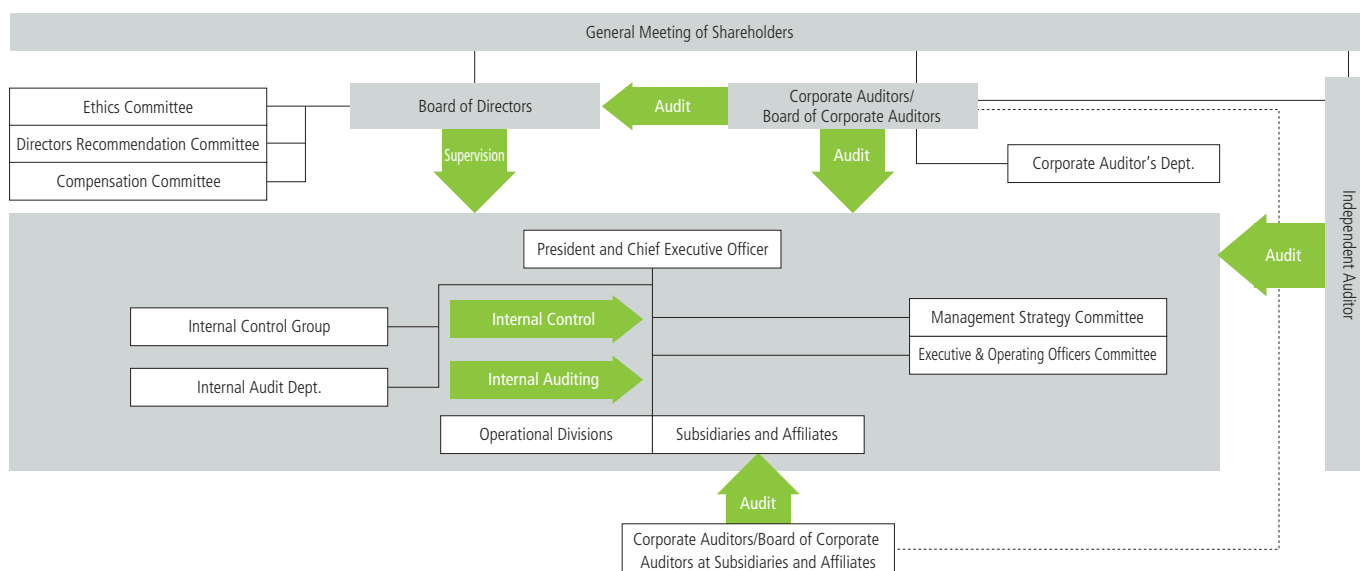 General Meeting of Shareholders
Ethics Committee
Board of Directors
Audit
Corporate Auditors/
Board of Corporate Auditors
Directors Recommendation Committee
Supervision
Audit
Corporate Auditor’s Dept.
Compensation Committee
Independent Auditor
President and Chief Executive Officer
Audit
Internal Control Group
Internal Control
Management Strategy Committee
Executive & Operating Officers Committee
Internal Audit Dept.
Internal Auditing
Operational Divisions
Subsidiaries and Affiliates
Audit
Corporate Auditors/Board of Corporate
Auditors at Subsidiaries and Affiliates